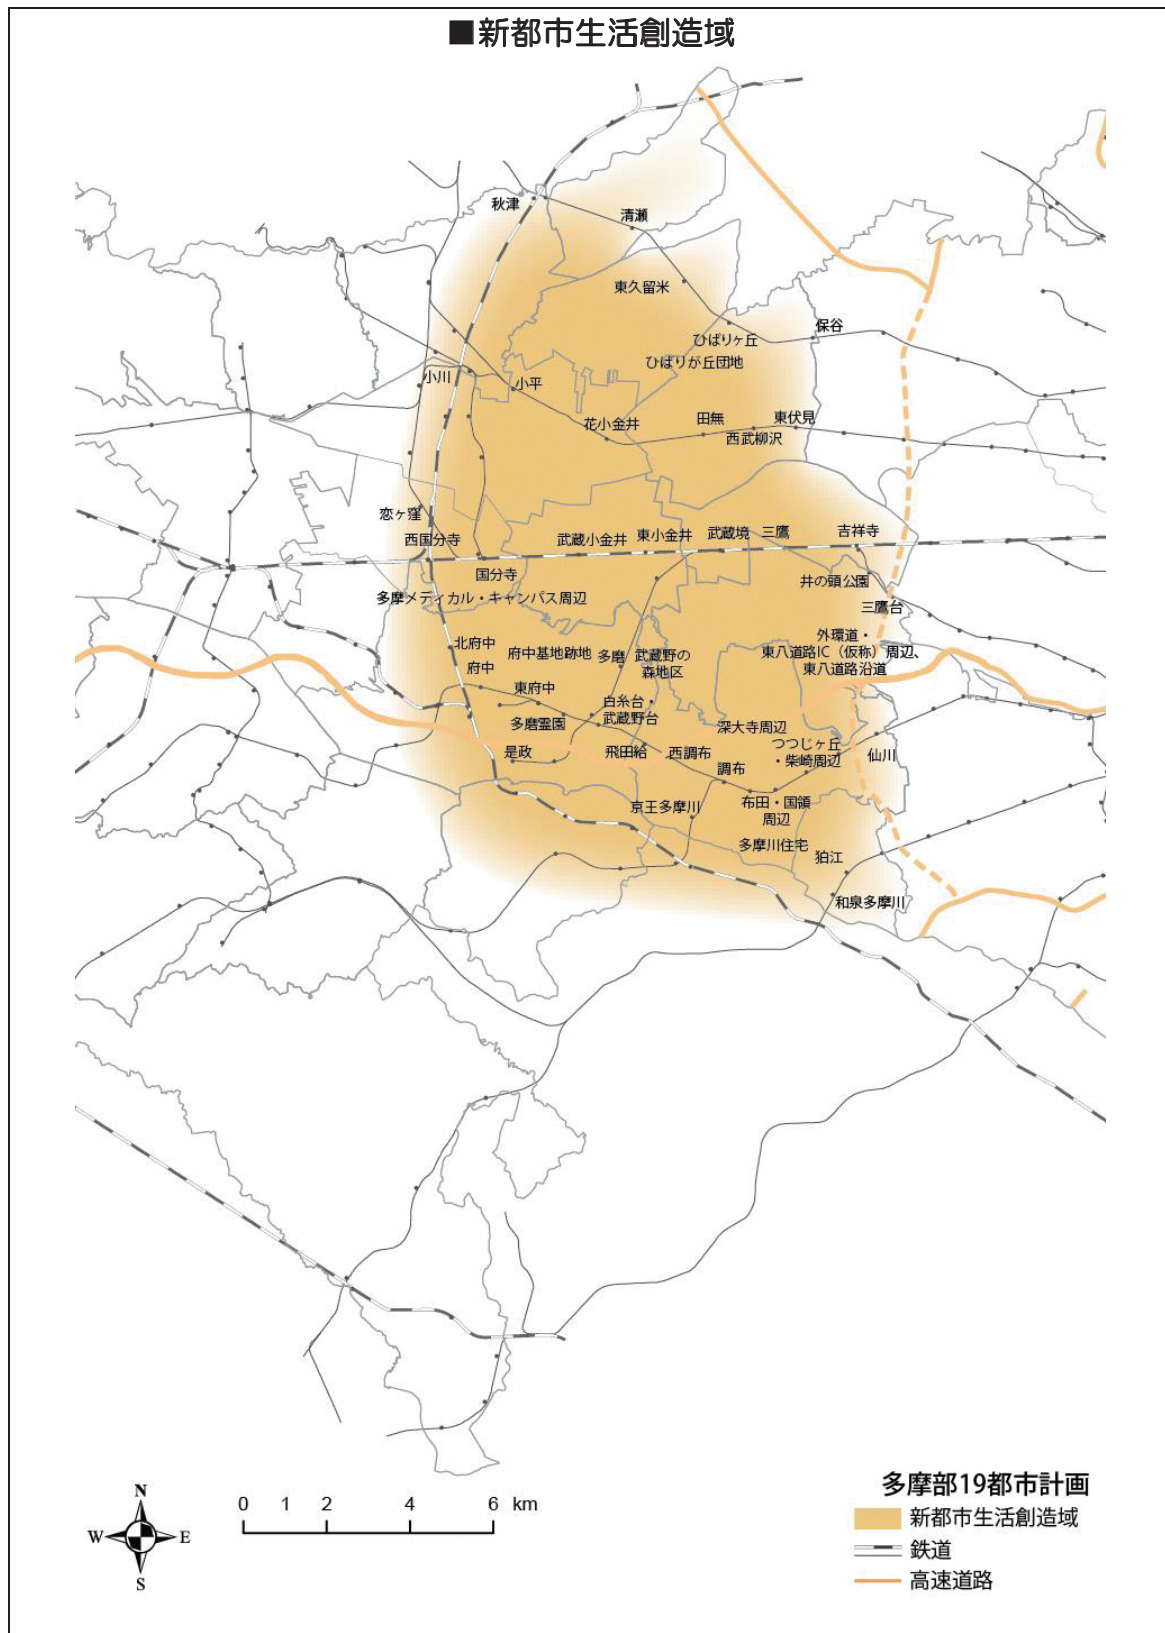 ■新都市生活創造域
秋津
清瀬
東久留米
保谷
ひばりヶ丘
ひばりが丘団地
小川
小平
花小金井
田無
東伏見
西武柳沢
恋ヶ窪
西国分寺
武蔵小金井
東小金井
武蔵境
三鷹
吉祥寺
国分寺
井の頭公園
多摩メディカル・キャンパス周辺
三鷹台
外環道・
東八道路IC（仮称）周辺、
東八道路沿道
北府中
府中基地跡地
多磨
武蔵野の
森地区
府中
東府中
白糸台・
武蔵野台
多磨霊園
深大寺周辺
つつじヶ丘
・柴崎周辺
仙川
是政
飛田給
西調布
調布
京王多摩川
布田・国領
周辺
多摩川住宅
狛江
和泉多摩川
多摩部19都市計画
新都市生活創造域
鉄道
高速道路
N
W
E
S
0 1 2 4 6 km